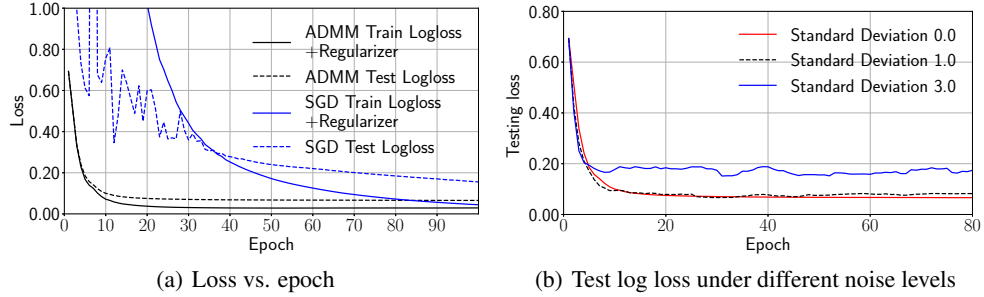 1.00
0.80
0.60
0.40
0.20
0.00
Loss
0 10 20 30 40 50 60 70 80 90
Epoch
ADMM Train Logloss
+Regularizer
ADMM Test Logloss
SGD Train Logloss
+Regularizer
SGD Test Logloss
(a) Loss vs. epoch
0.80
0.60
0.40
0.20
0.00
Testing loss
0 20 40 60 80
Epoch
Standard Deviation 0.0
Standard Deviation 1.0
Standard Deviation 3.0
(b) Test log loss under different noise levels